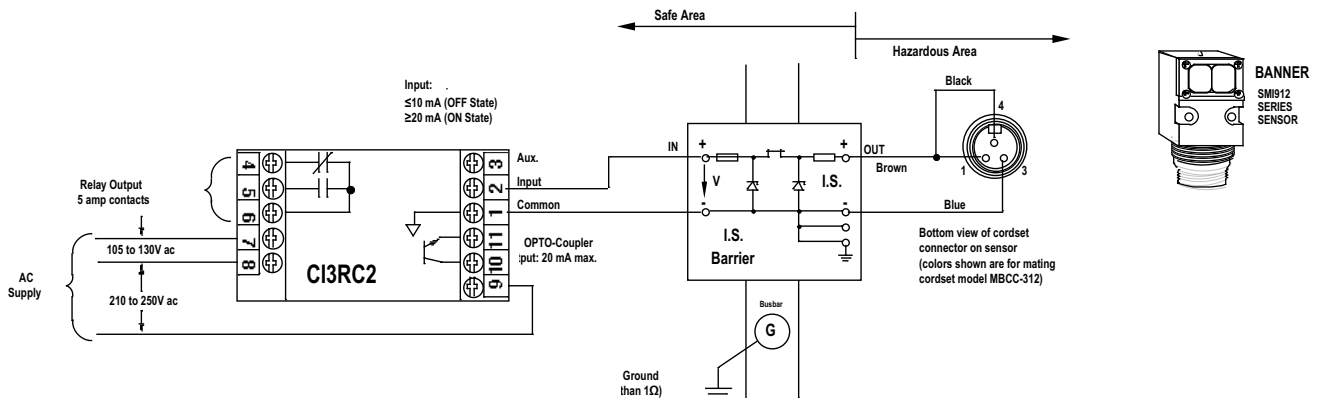 Safe Area
Hazardous Area
Input:
≤10 mA (OFF State)
≥20 mA (ON State)
Black
4
BANNER
SMI912
SERIES
SENSOR
IN
+
+
OUT
Brown
1
3
V
I.S.
-
-
Blue
I.S.
Barrier
4
5
6
7
8
3
2
1
11
10
9
Aux.
Input
Common
OPTO-Coupler
20 mA max.
CI3RC2
Relay Output
5 amp contacts
105 to 130V ac
AC
Supply
210 to 250V ac
Bottom view of cordset
connector on sensor
(colors shown are for mating
cordset model MBCC-312)
Busbar
G
Ground
than 1Ω)